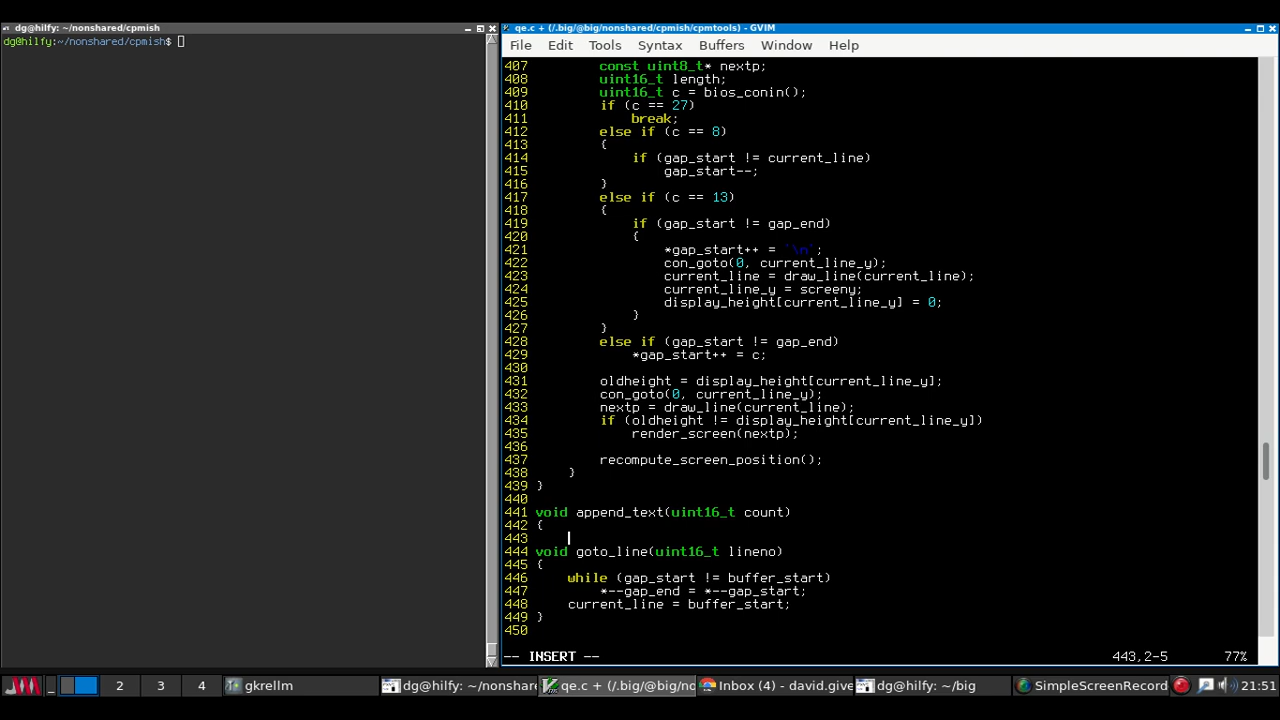 dg@hilfy: ~/nonshared/cpmish
dg@hilfy:~/nonshared/cpmish$
qe.c + (/.big/@big/nonshared/cpmish/cpmtools) - GVIM
File Edit Tools Syntax Buffers Window Help
407         const uint8_t* nextp;
408         uint16_t length;
409         uint16_t c = bios_conin();
410         if (c == 27)
411             break;
412         else if (c == 8)
413         {
414             if (gap_start != current_line)
415                 gap_start--;
416         }
417         else if (c == 13)
418         {
419             if (gap_start != gap_end)
420             {
421                 *gap_start++ = '\n';
422                 con_goto(0, current_line_y);
423                 current_line = draw_line(current_line);
424                 current_line_y = screeny;
425                 display_height[current_line_y] = 0;
426             }
427         }
428         else if (gap_start != gap_end)
429             *gap_start++ = c;
430
431         oldheight = display_height[current_line_y];
432         con_goto(0, current_line_y);
433         nextp = draw_line(current_line);
434         if (oldheight != display_height[current_line_y])
435             render_screen(nextp);
436
437         recompute_screen_position();
438     }
439 }
440
441 void append_text(uint16_t count)
442 {
443
444 void goto_line(uint16_t lineno)
445 {
446     while (gap_start != buffer_start)
447         *--gap_end = *--gap_start;
448     current_line = buffer_start;
449 }
450
-- INSERT -- 443,2-5 77%
2 3 4 gkrellm dg@hilfy: ~/nonshare qe.c + (/.big/@big/no Inbox (4) - david.give dg@hilfy: ~/big SimpleScreenRecord 21:51